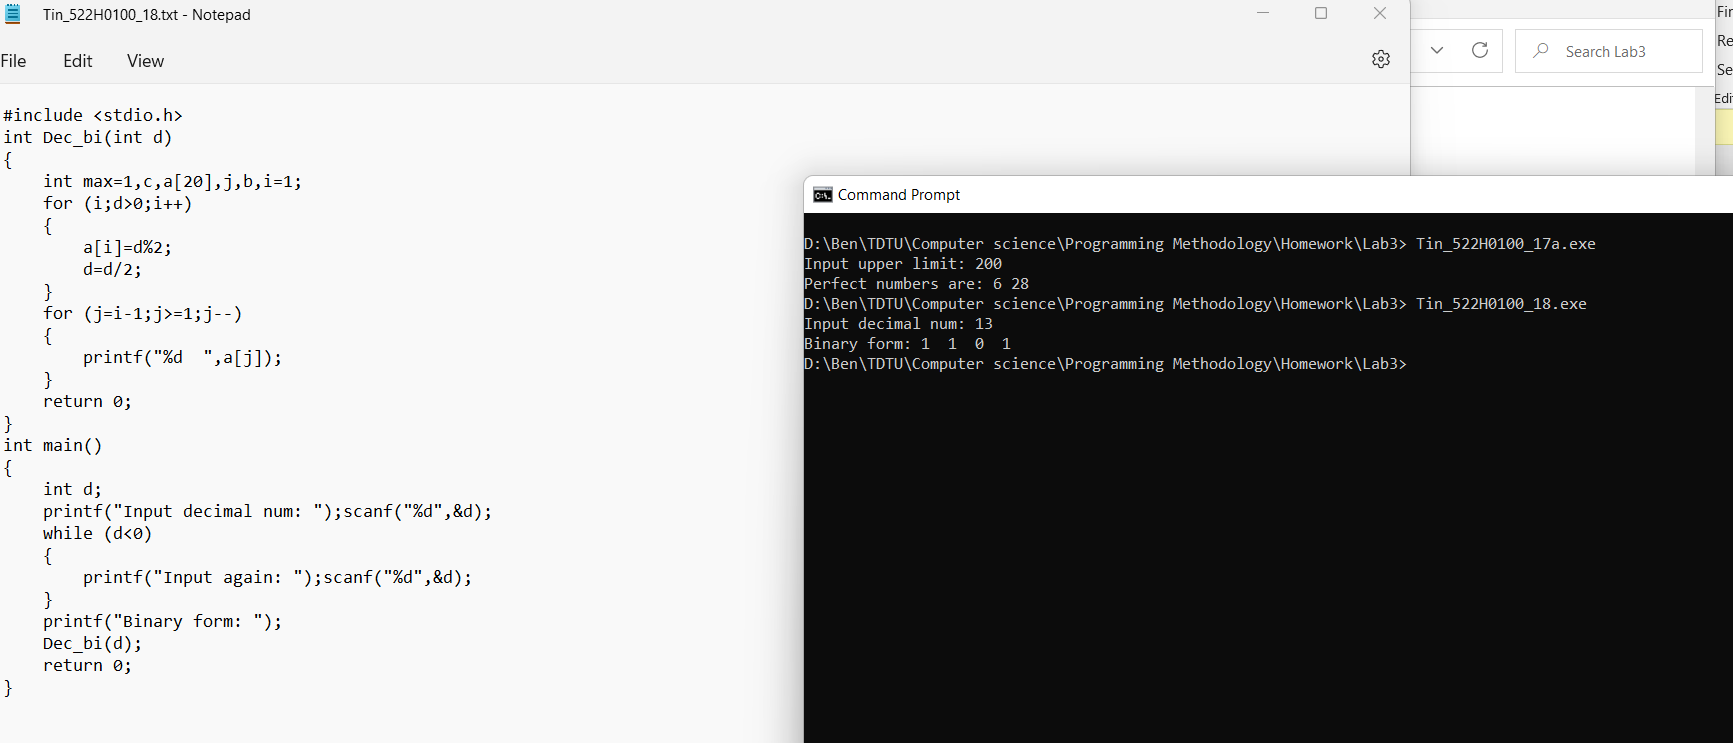 Tin_522H0100_18.txt - Notepad
File Edit View
#include <stdio.h>
int Dec_bi(int d)
{
    int max=1,c,a[20],j,b,i=1;
    for (i;d>0;i++)
    {
        a[i]=d%2;
        d=d/2;
    }
    for (j=i-1;j>=1;j--)
    {
        printf("%d  ",a[j]);
    }
    return 0;
}
int main()
{
    int d;
    printf("Input decimal num: ");scanf("%d",&d);
    while (d<0)
    {
        printf("Input again: ");scanf("%d",&d);
    }
    printf("Binary form: ");
    Dec_bi(d);
    return 0;
}
Search Lab3
Command Prompt
D:\Ben\TDTU\Computer science\Programming Methodology\Homework\Lab3> Tin_522H0100_17a.exe
Input upper limit: 200
Perfect numbers are: 6 28
D:\Ben\TDTU\Computer science\Programming Methodology\Homework\Lab3> Tin_522H0100_18.exe
Input decimal num: 13
Binary form: 1  1  0  1
D:\Ben\TDTU\Computer science\Programming Methodology\Homework\Lab3>